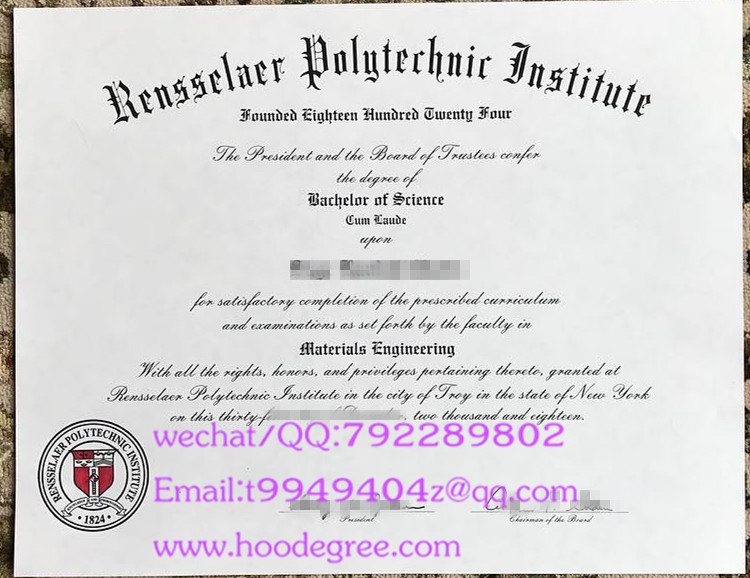 Rensselaer Polytechnic Institute
Founded Eighteen Hundred Twenty Four
The President and the Board of Trustees confer
the degree of
Bachelor of Science
Cum Laude
upon
for satisfactory completion of the prescribed curriculum
and examinations as set forth by the faculty in
Materials Engineering
With all the rights, honors, and privileges pertaining thereto, granted at
Rensselaer Polytechnic Institute in the city of Troy in the state of New York
on this two thousand and eighteen.
wechat/QQ:792289802
RENSSELAER POLYTECHNIC INSTITUTE
• 1824 •
Email:t9949404z@qq.com
President
Chairman of the Board
www.hoodegree.com